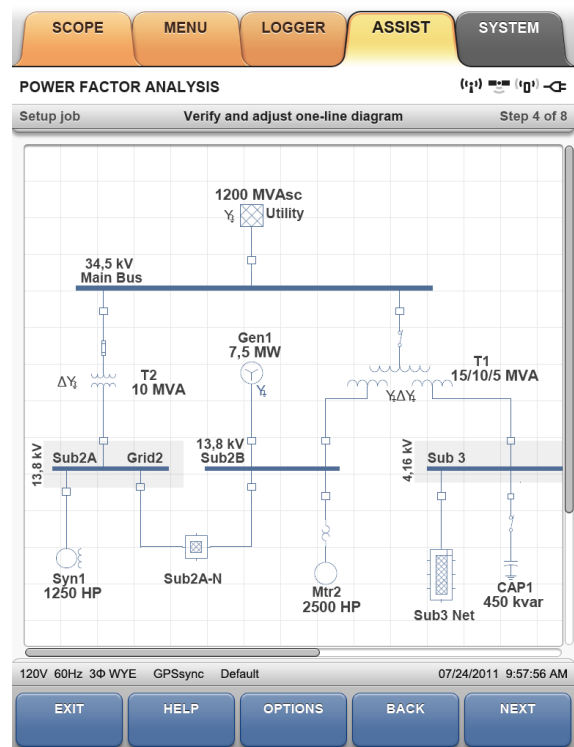 SCOPE MENU LOGGER ASSIST SYSTEM
POWER FACTOR ANALYSIS
Setup job Verify and adjust one-line diagram Step 4 of 8
1200 MVAsc
Utility
34,5 kV
Main Bus
Gen1
7,5 MW
T2
10 MVA
T1
15/10/5 MVA
13,8 kV
Sub2A Grid2
13,8 kV
Sub2B
4,16 kV
Sub 3
Syn1
1250 HP
Sub2A-N
Mtr2
2500 HP
Sub3 Net
CAP1
450 kvar
120V 60Hz 3Φ WYE GPSsync Default 07/24/2011 9:57:56 AM
EXIT HELP OPTIONS BACK NEXT